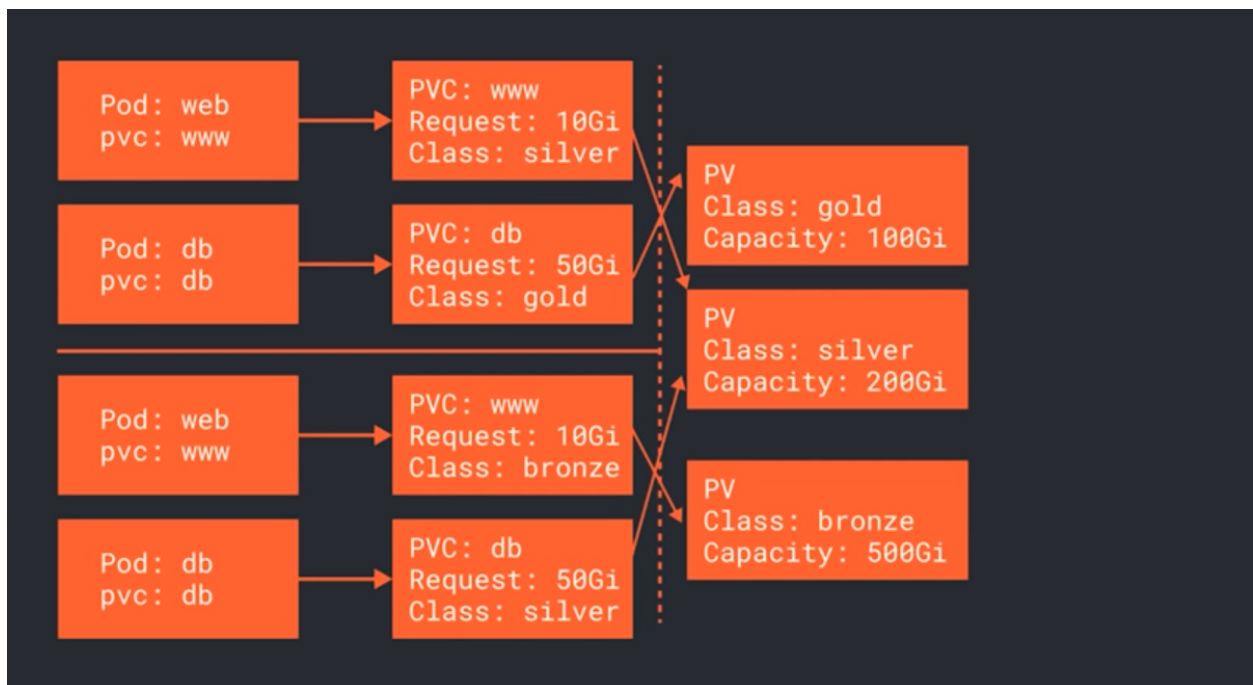 Pod: web
pvc: www
PVC: www
Request: 10Gi
Class: silver
Pod: db
pvc: db
PVC: db
Request: 50Gi
Class: gold
Pod: web
pvc: www
PVC: www
Request: 10Gi
Class: bronze
Pod: db
pvc: db
PVC: db
Request: 50Gi
Class: silver
PV
Class: gold
Capacity: 100Gi
PV
Class: silver
Capacity: 200Gi
PV
Class: bronze
Capacity: 500Gi